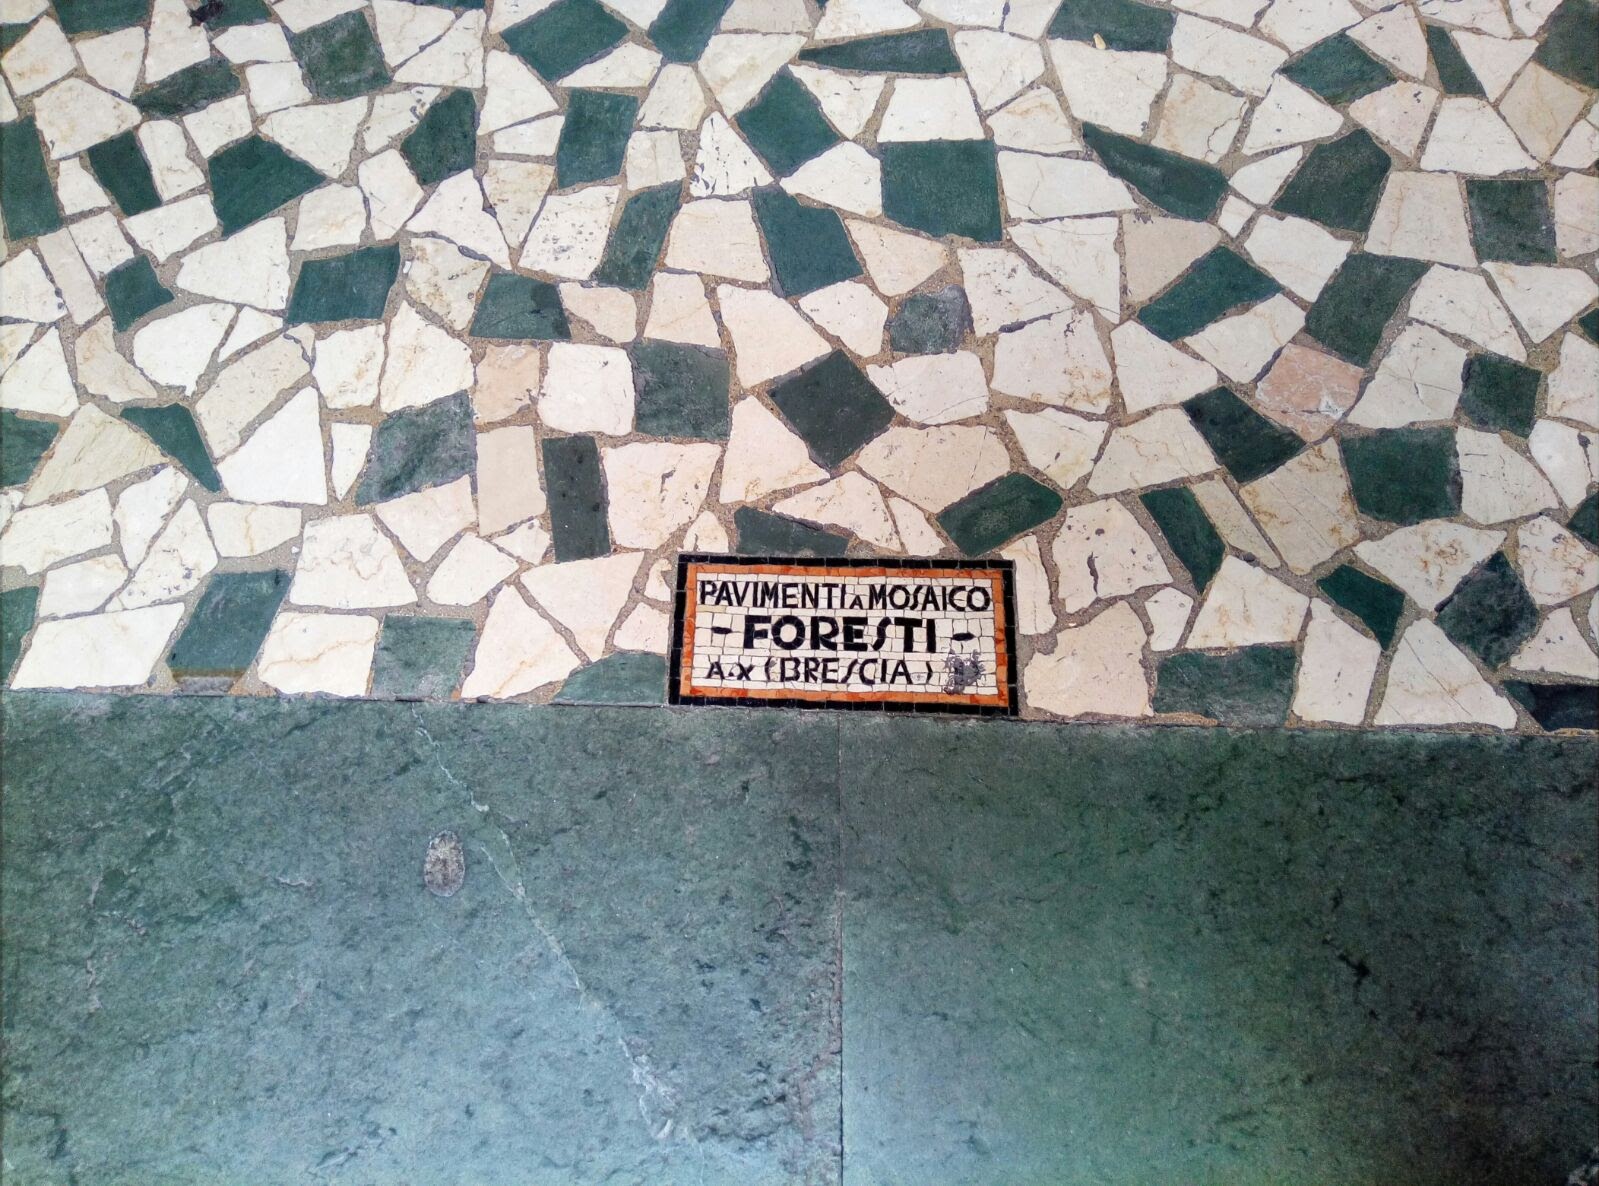 PAVIMENTI A MOSAICO
- FORESTI -
(BRESCIA)